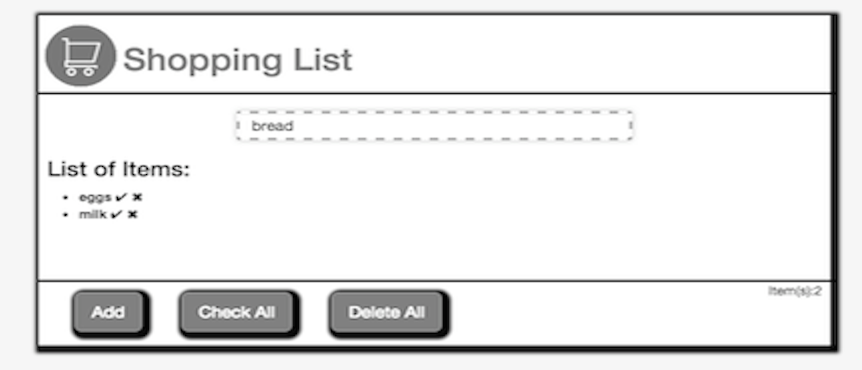 Shopping List
bread
List of Items:
• eggs ✔ ✖
• milk ✔ ✖
Add
Check All
Delete All
Item(s):2